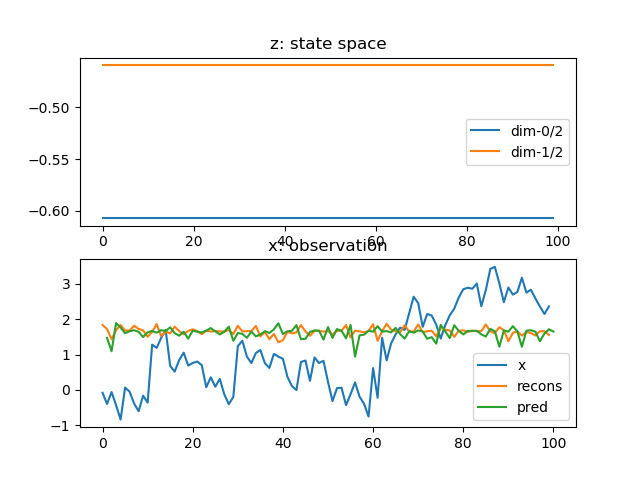 z: state space
−0.50
−0.55
−0.60
dim-0/2
dim-1/2
0 20 40 60 80 100
x: observation
3
2
1
0
−1
x
recons
pred
0 20 40 60 80 100